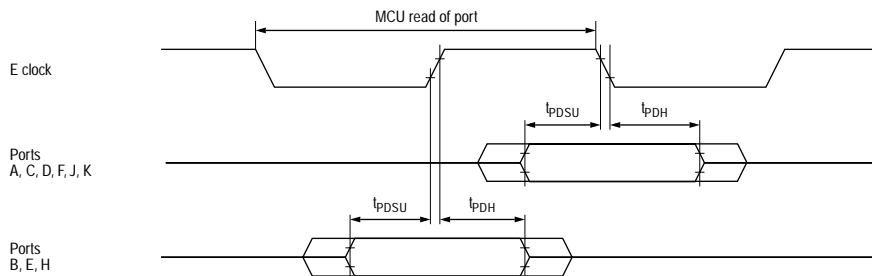 MCU read of port
E clock
tPDSU
tPDH
Ports
A, C, D, F, J, K
tPDSU
tPDH
Ports
B, E, H